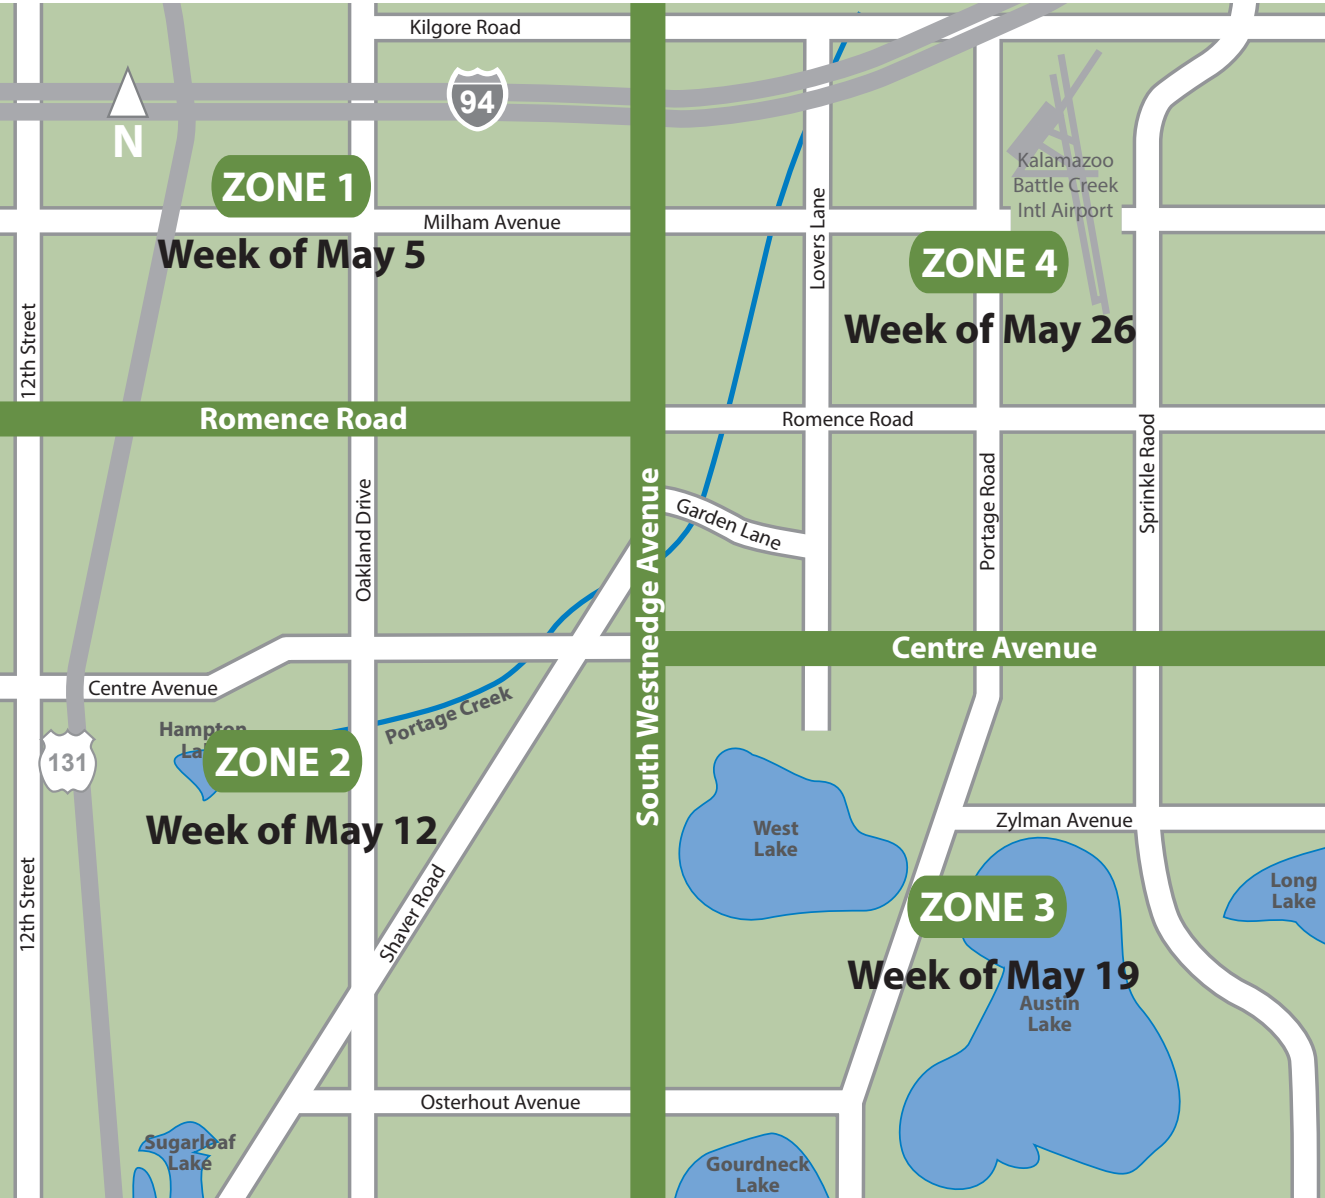 Kilgore Road
94
N
ZONE 1
Week of May 5
Milham Avenue
Lovers Lane
Kalamazoo
Battle Creek
Intl Airport
ZONE 4
Week of May 26
12th Street
Romence Road
Romence Road
Oakland Drive
South Westnedge Avenue
Garden Lane
Portage Road
Sprinkle Raod
Centre Avenue
Centre Avenue
Portage Creek
Hampton
La
131
ZONE 2
Week of May 12
12th Street
Shaver Road
West
Lake
Zylman Avenue
Long
Lake
ZONE 3
Week of May 19
Austin
Lake
Osterhout Avenue
Sugarloaf
Lake
Gourdneck
Lake